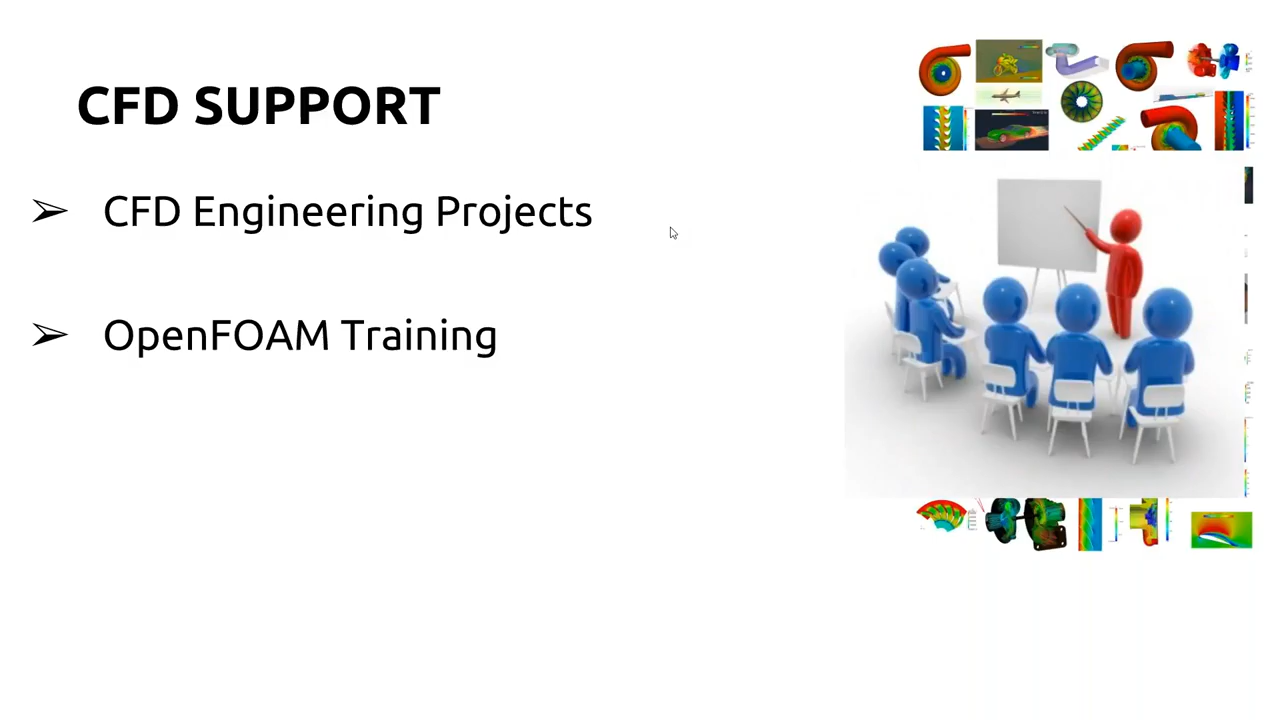 CFD SUPPORT
➢ CFD Engineering Projects
➢ OpenFOAM Training